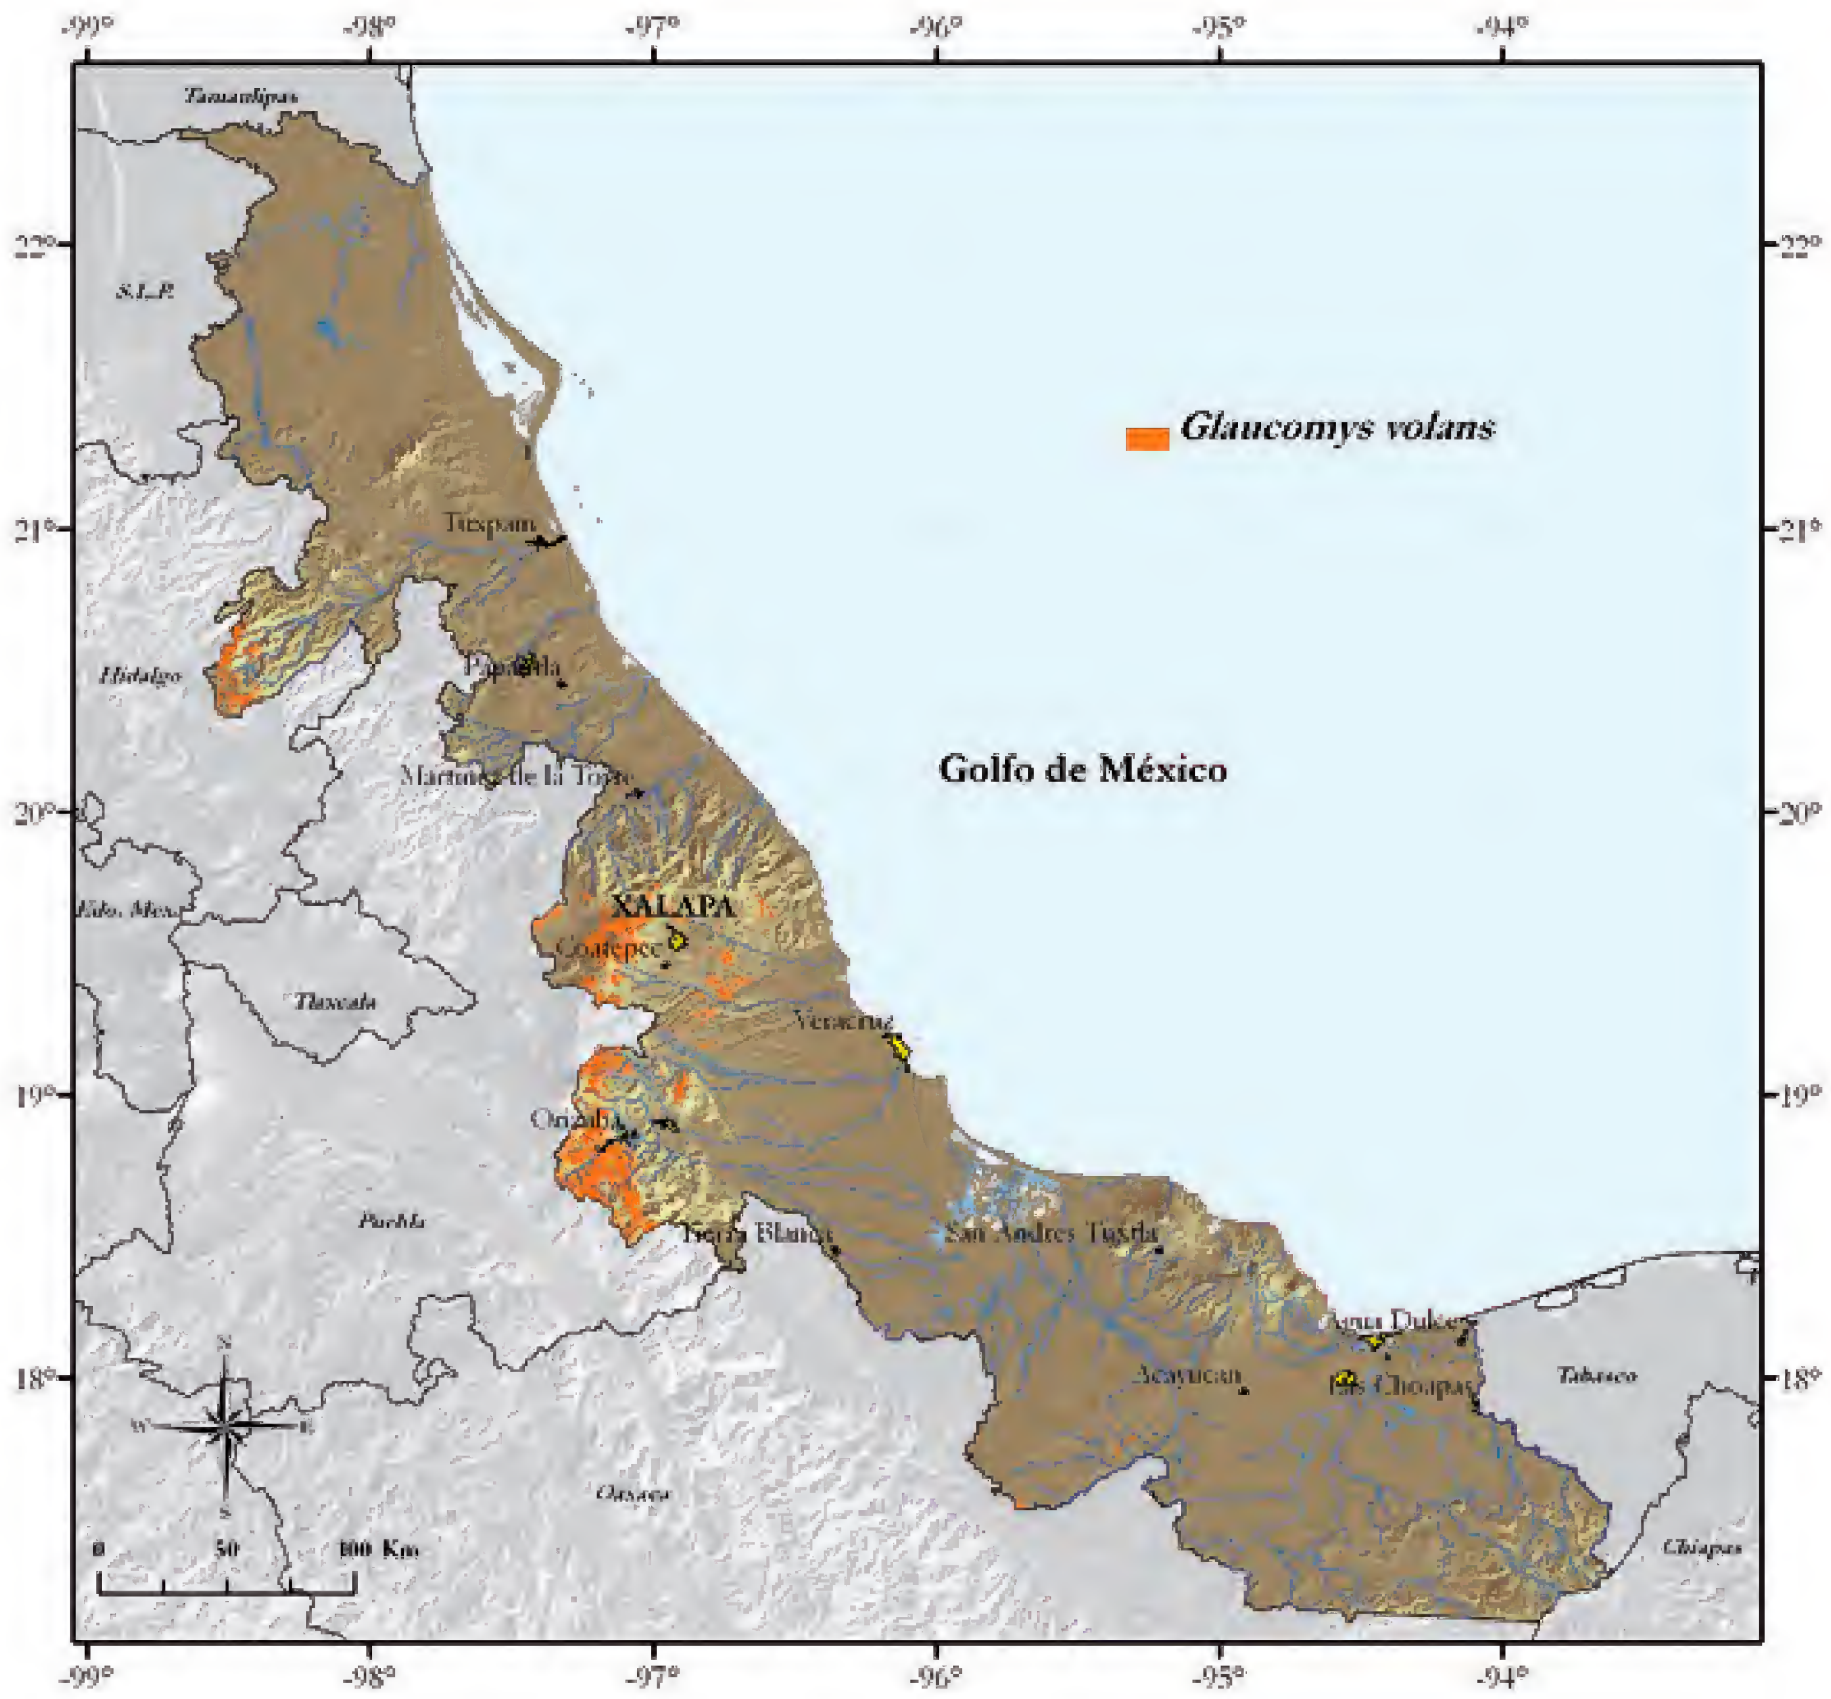 -99° -98° -97° -96° -95° -94°
Tamaulipas
22° 22°
S.L.P.
Glaucomys volans
21° 21°
Tuxpam
Papantla
Hidalgo
Golfo de México
Martínez de la Torre
20° 20°
XALAPA
Edo. Mex.
Coatepec
Tlaxcala
Veracruz
19° 19°
Orizaba
Puebla
Tierra Blanca
San Andres Tuxtla
Agua Dulce
N
18° 18°
Acayucan
Las Choapas
Tabasco
W E
Oaxaca
S
0 50 100 Km
Chiapas
-99° -98° -97° -96° -95° -94°